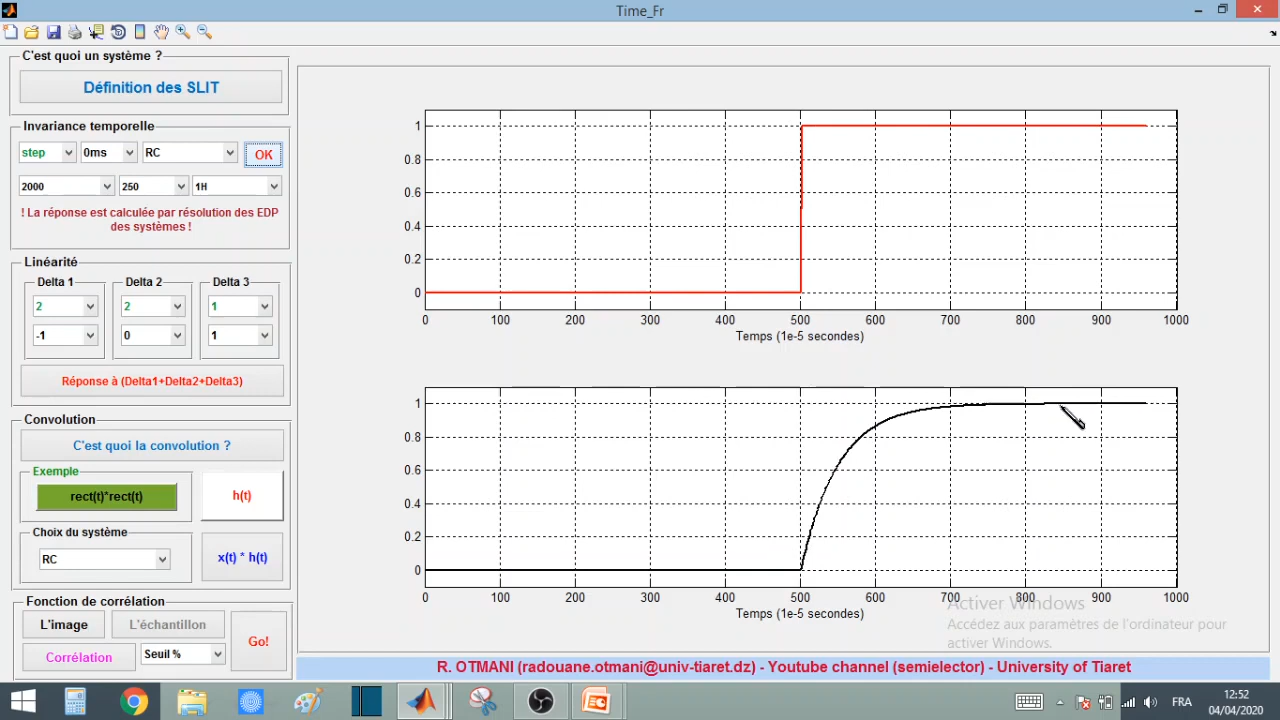 Time_Fr
C'est quoi un système ?
Définition des SLIT
Invariance temporelle
step 0ms RC OK
2000 250 1H
! La réponse est calculée par résolution des EDP
des systèmes !
Linéarité
Delta 1 Delta 2 Delta 3
2 2 1
-1 0 1
Réponse à (Delta1+Delta2+Delta3)
Convolution
C'est quoi la convolution ?
Exemple
rect(t)*rect(t)
h(t)
Choix du système
RC
x(t) * h(t)
Fonction de corrélation
L'image L'échantillon
Go!
Corrélation Seuil %
1
0.8
0.6
0.4
0.2
0
0 100 200 300 400 500 600 700 800 900 1000
Temps (1e-5 secondes)
1
0.8
0.6
0.4
0.2
0
0 100 200 300 400 500 600 700 800 900 1000
Temps (1e-5 secondes)
Activer Windows
Accédez aux paramètres de l'ordinateur pour
activer Windows.
R. OTMANI (radouane.otmani@univ-tiaret.dz) - Youtube channel (semielector) - University of Tiaret
FRA
12:52
04/04/2020